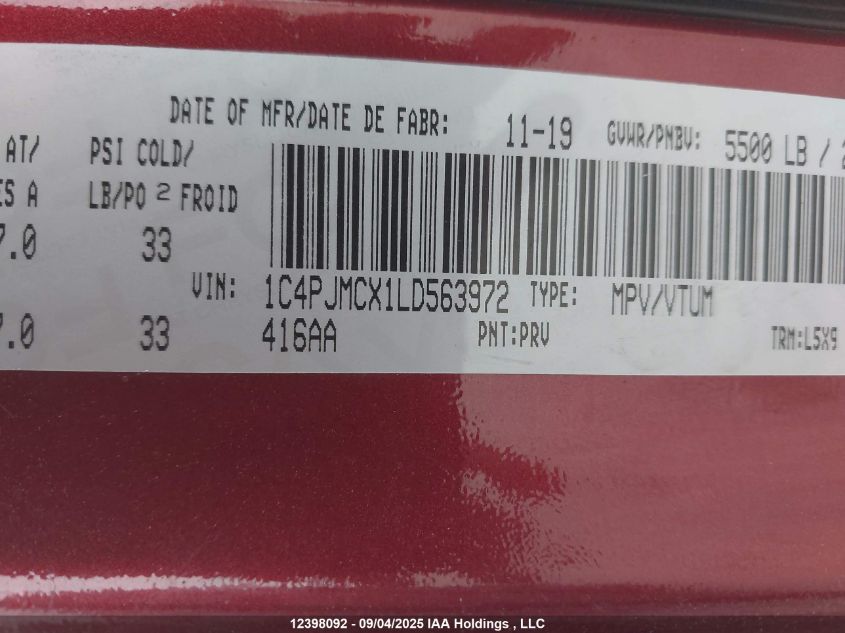 DATE OF MFR/DATE DE FABR: 11-19 GVWR/PNBV: 5500 LB /
AT/ PSI COLD/
A LB/PO 2 FROID
7.0 33
VIN: 1C4PJMCX1LD563972 TYPE: MPV/VTUM
7.0 33 416AA PNT:PRV TRM:L5X9
12398092 - 09/04/2025 IAA Holdings , LLC